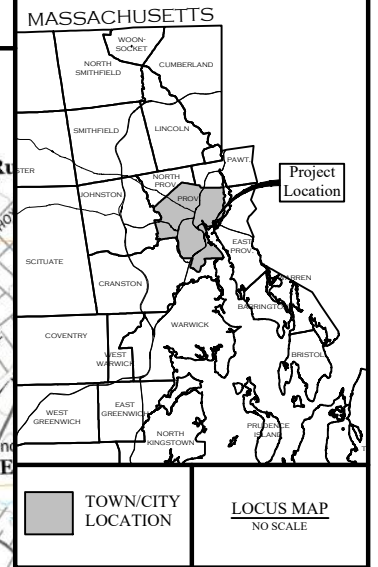 MASSACHUSETTS
WOON-
SOCKET
NORTH
SMITHFIELD
CUMBERLAND
SMITHFIELD
LINCOLN
PAWT.
NORTH
PROV.
JOHNSTON
PROV
Project
Location
EAST
PROV.
SCITUATE
CRANSTON
WARREN
BARRINGTON
WARWICK
COVENTRY
WEST
WARWICK
BRISTOL
WEST
GREENWICH
EAST
GREENWICH
NORTH
KINGSTOWN
PRUDENCE
ISLAND
TOWN/CITY
LOCATION
LOCUS MAP
NO SCALE